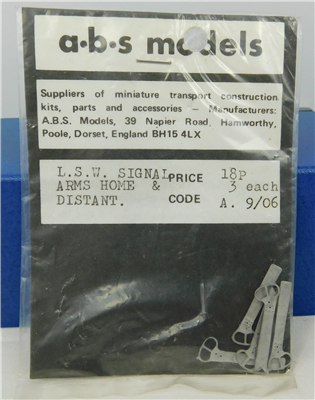 a·b·s models
Suppliers of miniature transport construction
kits, parts and accessories – Manufacturers:
A.B.S. Models, 39 Napier Road, Hamworthy,
Poole, Dorset, England BH15 4LX
L.S.W. SIGNAL PRICE 18p
ARMS HOME & 3 each
DISTANT. CODE A. 9/06